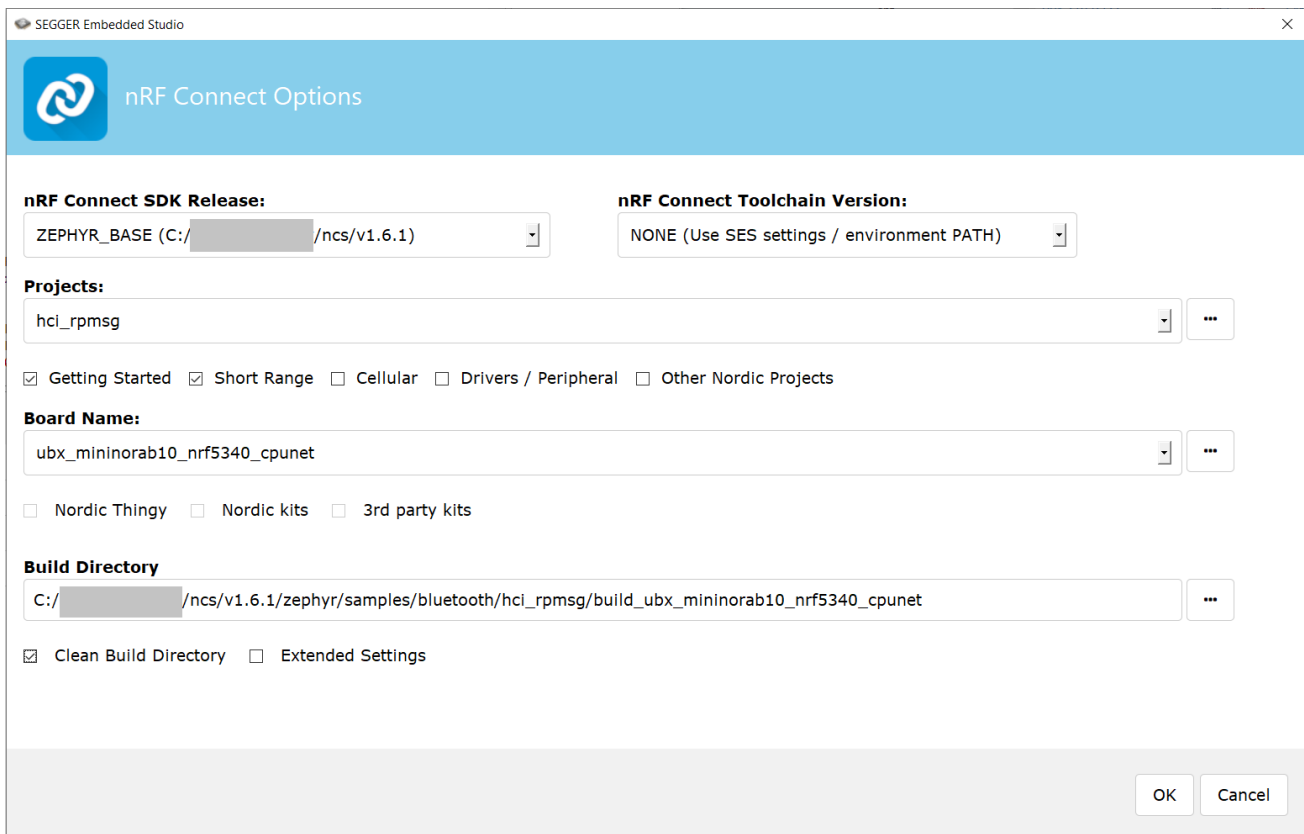 SEGGER Embedded Studio
nRF Connect Options
nRF Connect SDK Release:
nRF Connect Toolchain Version:
ZEPHYR_BASE (C:/ /ncs/v1.6.1)
NONE (Use SES settings / environment PATH)
Projects:
hci_rpmsg
...
Getting Started Short Range Cellular Drivers / Peripheral Other Nordic Projects
Board Name:
ubx_mininorab10_nrf5340_cpunet
...
Nordic Thingy Nordic kits 3rd party kits
Build Directory
C:/ /ncs/v1.6.1/zephyr/samples/bluetooth/hci_rpmsg/build_ubx_mininorab10_nrf5340_cpunet
...
Clean Build Directory Extended Settings
OK Cancel